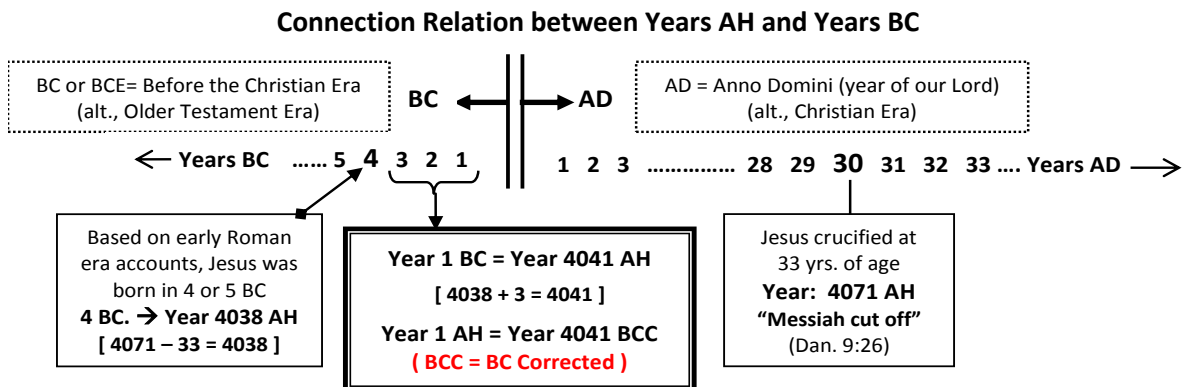 Connection Relation between Years AH and Years BC
BC or BCE= Before the Christian Era
(alt., Older Testament Era)
BC
AD
AD = Anno Domini (year of our Lord)
(alt., Christian Era)
← Years BC …… 5 4 3 2 1
1 2 3 …………… 28 29 30 31 32 33 …. Years AD →
Based on early Roman
era accounts, Jesus was
born in 4 or 5 BC
4 BC. → Year 4038 AH
[ 4071 – 33 = 4038 ]
Year 1 BC = Year 4041 AH
[ 4038 + 3 = 4041 ]
Year 1 AH = Year 4041 BCC
( BCC = BC Corrected )
Jesus crucified at
33 yrs. of age
Year: 4071 AH
“Messiah cut off”
(Dan. 9:26)